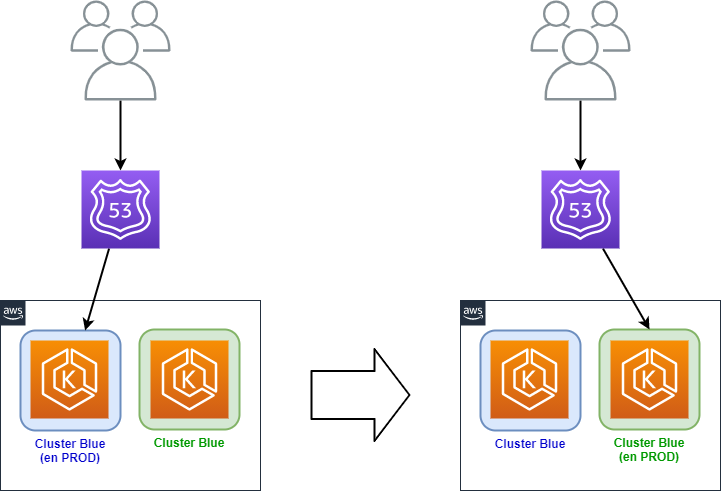 53
53
aws
aws
K
K
K
K
Cluster Blue
(en PROD)
Cluster Blue
Cluster Blue
Cluster Blue
(en PROD)